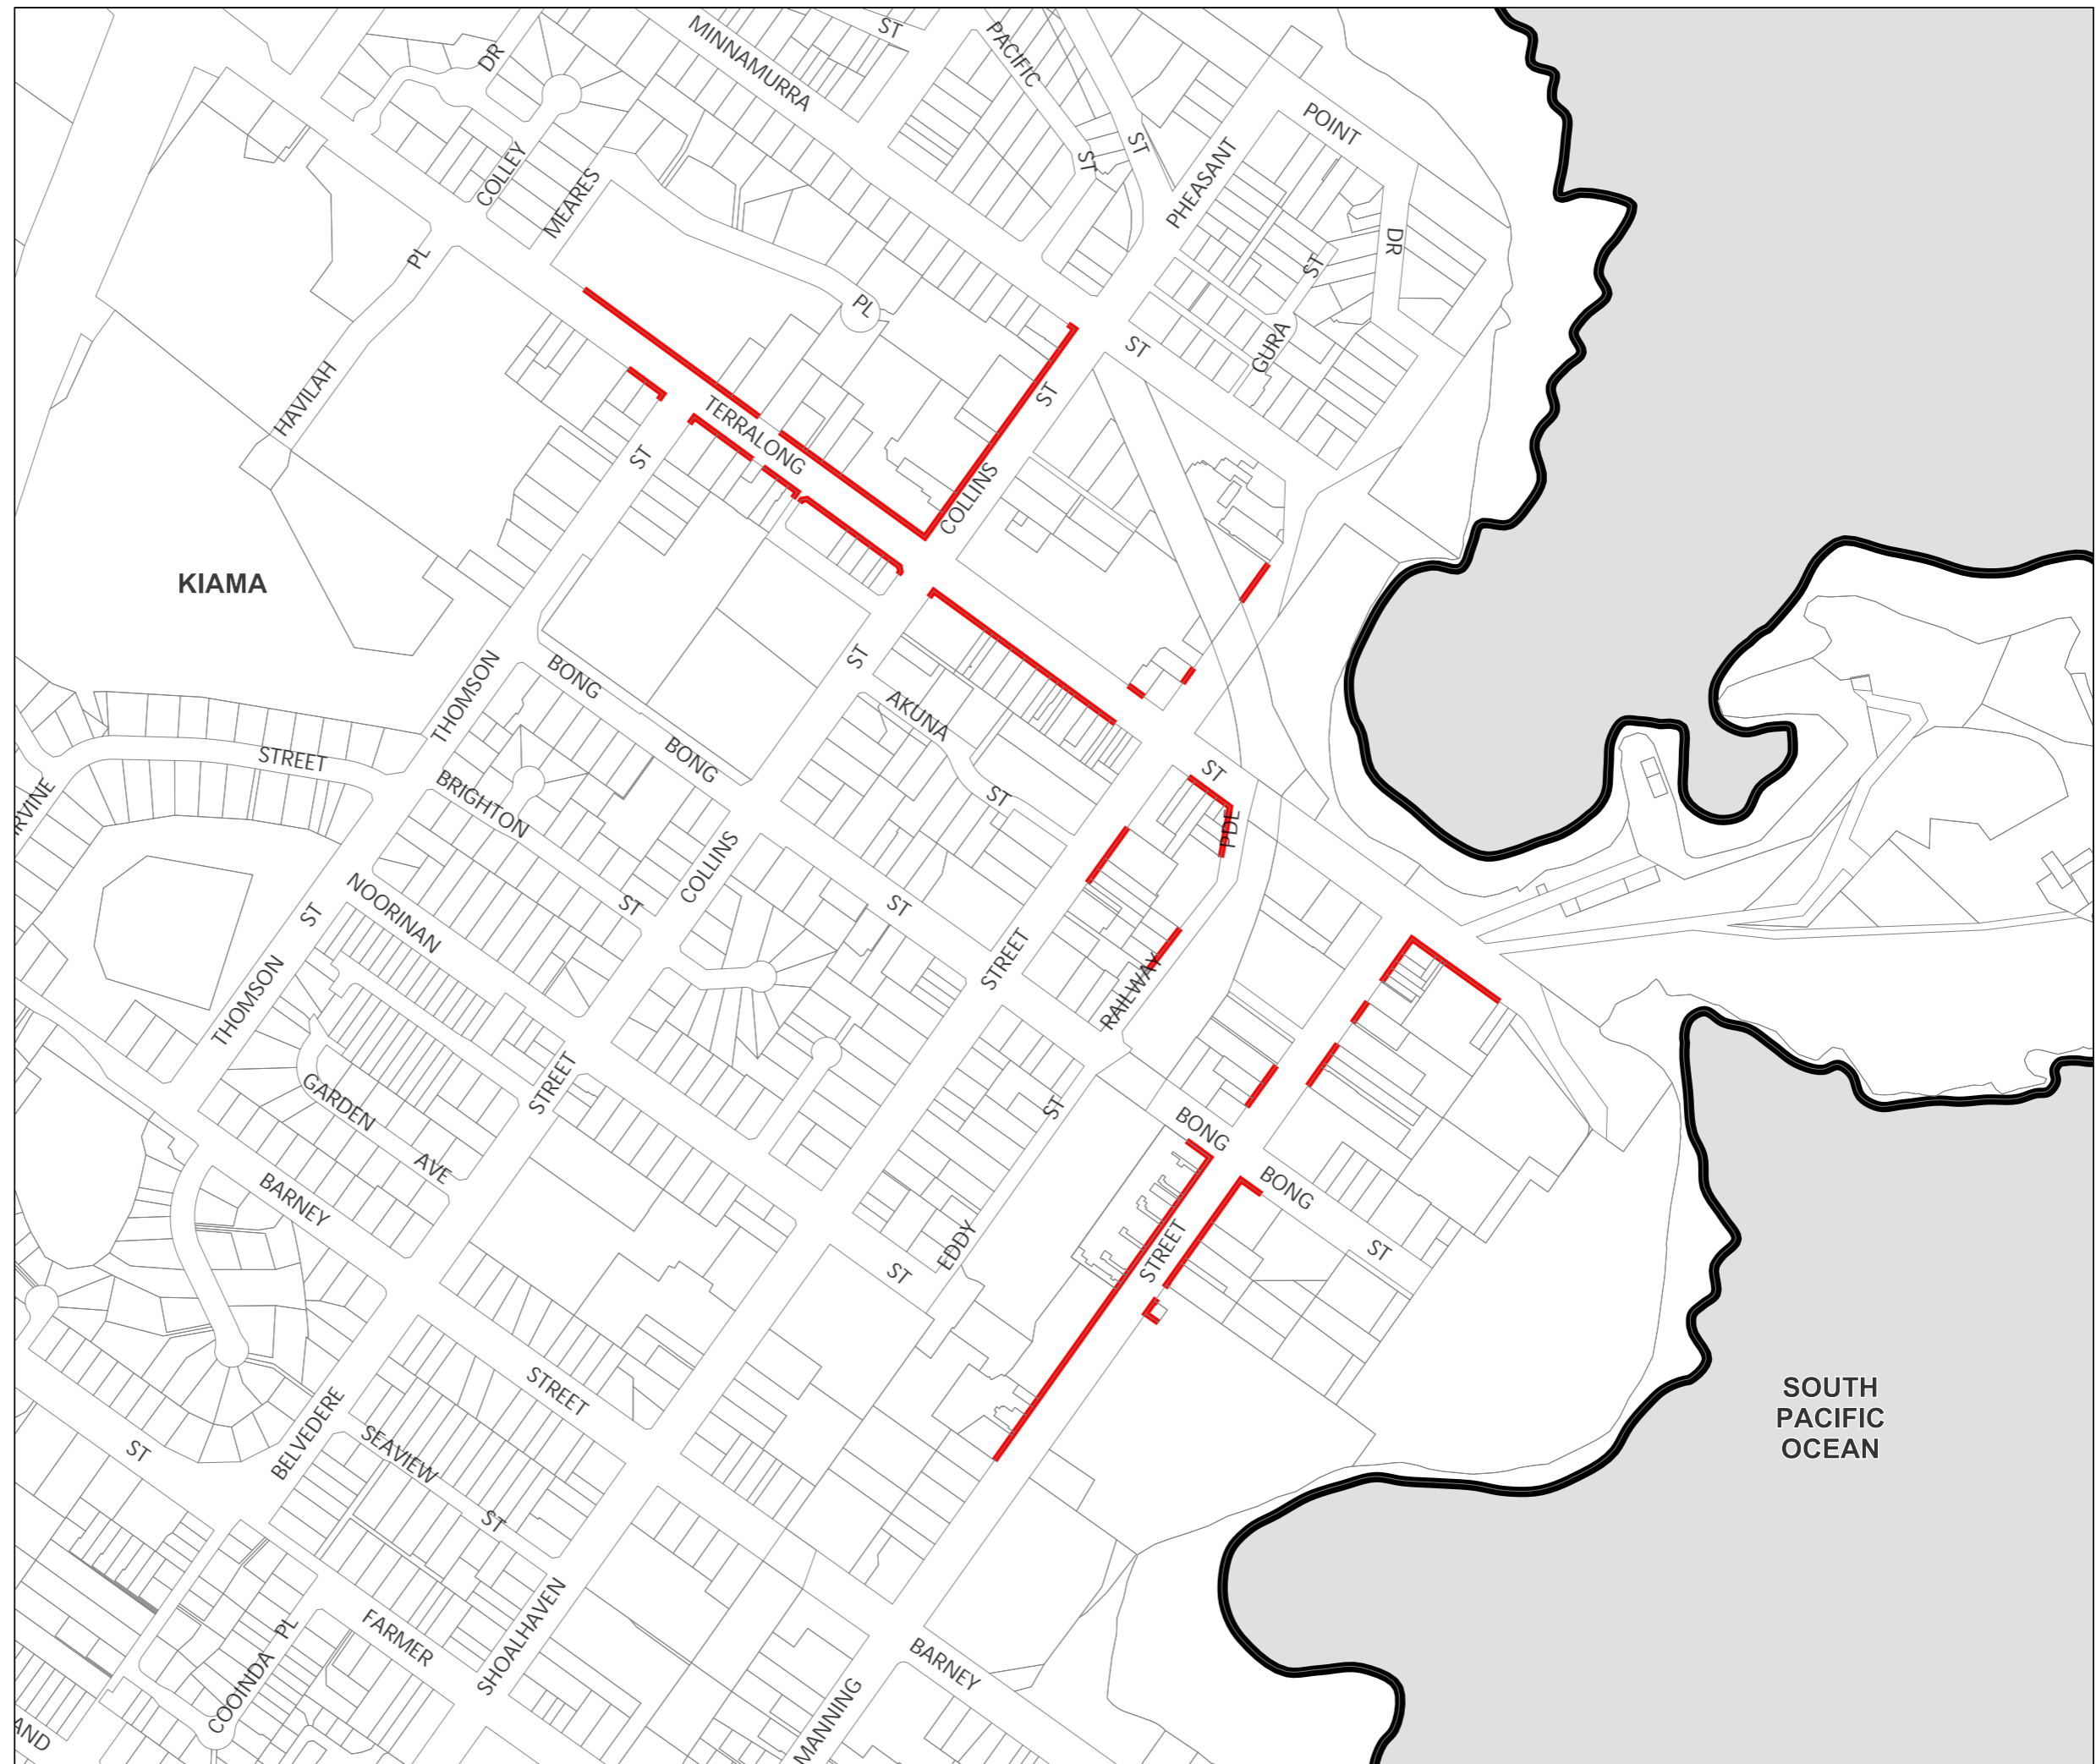 MINNAMURRA
ST
PACIFIC
DR
ST
ST
POINT
PHEASANT
COLLEY
MEARES
DR
PL
ST
PL
GURA
ST
HAVILAH
ST
TERRALONG
ST
COLLINS
KIAMA
ST
THOMSON
BONG
AKUNA
BONG
STREET
BRIGHTON
ST
ST
PDE
COLLINS
NOORINAN
ST
ST
ST
STREET
THOMSON
RAILWAY
STREET
GARDEN
AVE
ST
BONG
BONG
BARNEY
ST
STREET
EDDY
ST
STREET
BELVEDERE
SEAVIEW
ST
ST
SOUTH
PACIFIC
OCEAN
FARMER
SHOALHAVEN
PL
COOINDA
BARNEY
MANNING